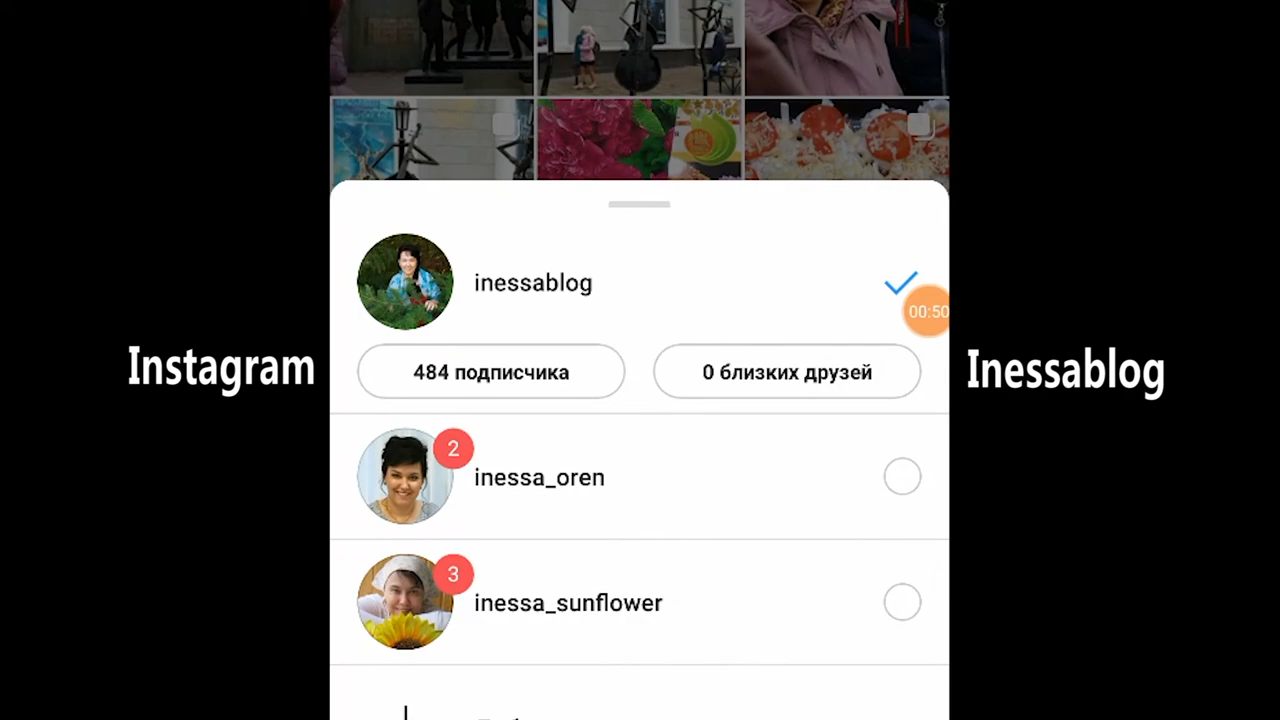 inessablog
00:50
Instagram
484 подписчика
0 близких друзей
Inessablog
2
inessa_oren
3
inessa_sunflower